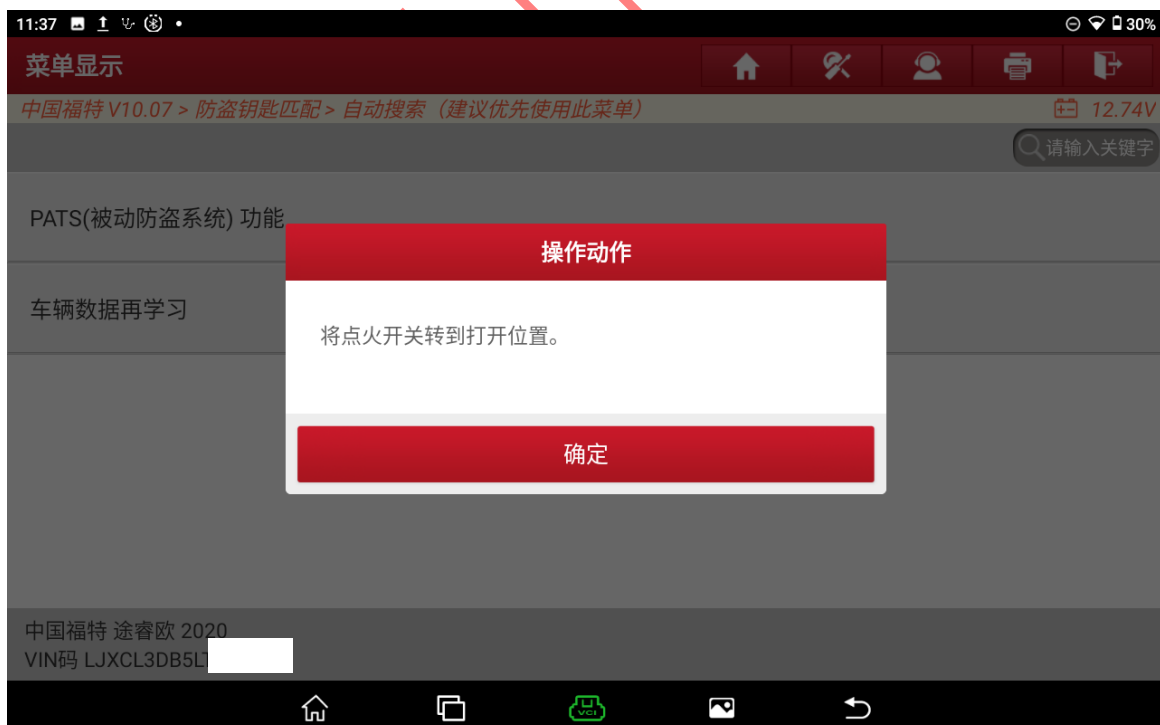 11:37
30%
菜单显示
中国福特 V10.07 > 防盗钥匙匹配 > 自动搜索（建议优先使用此菜单）
12.74V
请输入关键字
PATS(被动防盗系统) 功能
操作动作
车辆数据再学习
将点火开关转到打开位置。
确定
中国福特 途睿欧 2020
VIN码 LJXCL3DB5L
VCI